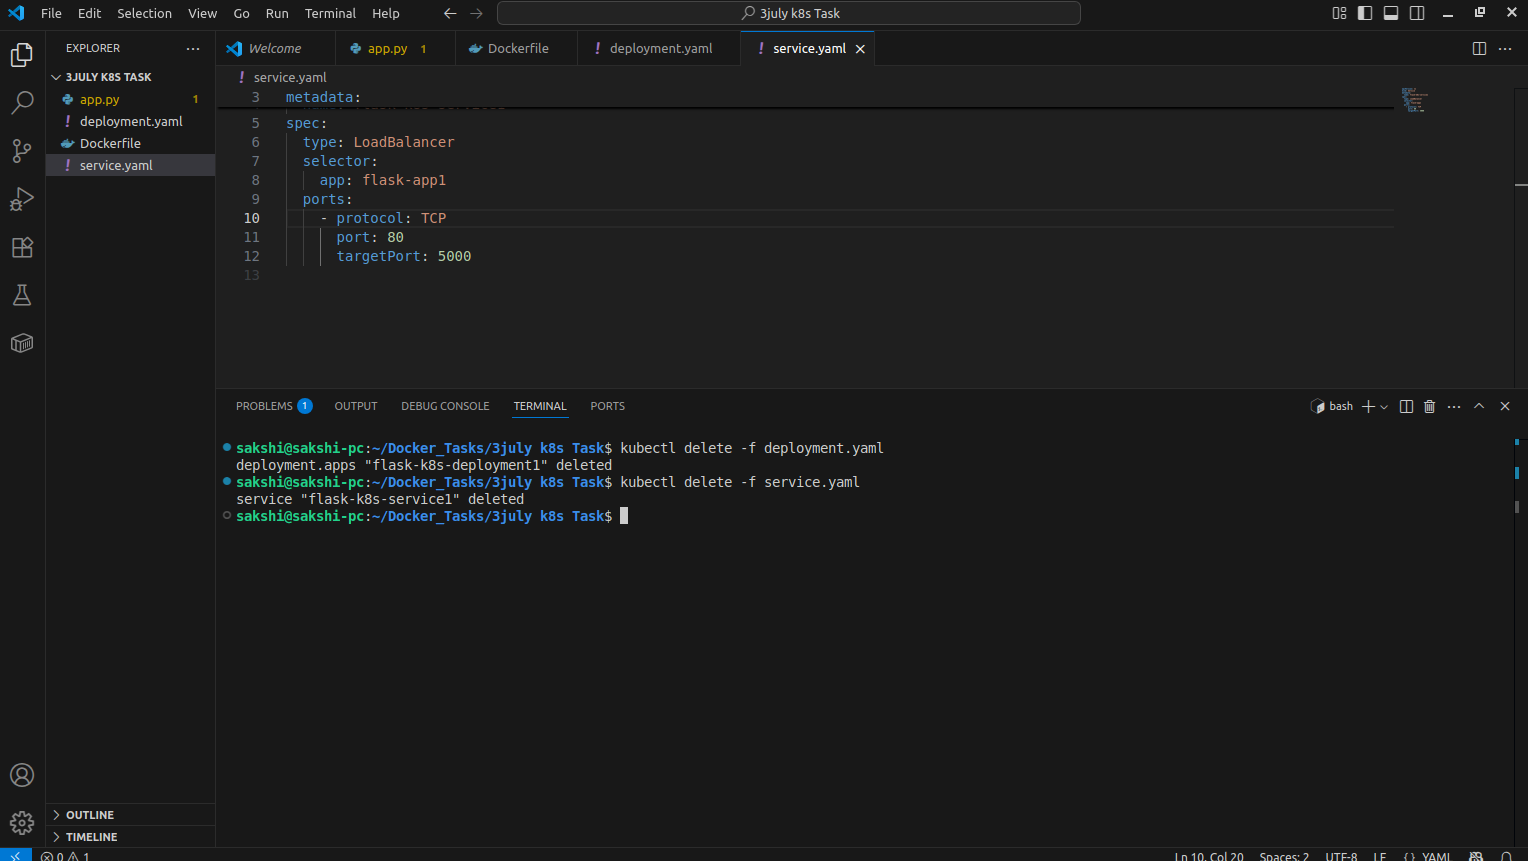 File Edit Selection View Go Run Terminal Help
3july k8s Task
EXPLORER
Welcome
app.py 1
Dockerfile
deployment.yaml
service.yaml
3JULY K8S TASK
app.py 1
deployment.yaml
Dockerfile
service.yaml
service.yaml
3 metadata:
5 spec:
6 type: LoadBalancer
7 selector:
8 app: flask-app1
9 ports:
10 - protocol: TCP
11 port: 80
12 targetPort: 5000
13
PROBLEMS 1 OUTPUT DEBUG CONSOLE TERMINAL PORTS
bash
sakshi@sakshi-pc:~/Docker_Tasks/3july k8s Task$ kubectl delete -f deployment.yaml
deployment.apps "flask-k8s-deployment1" deleted
sakshi@sakshi-pc:~/Docker_Tasks/3july k8s Task$ kubectl delete -f service.yaml
service "flask-k8s-service1" deleted
sakshi@sakshi-pc:~/Docker_Tasks/3july k8s Task$
OUTLINE
TIMELINE
0 1
Ln 10, Col 20 Spaces: 2 UTF-8 LF {} YAML